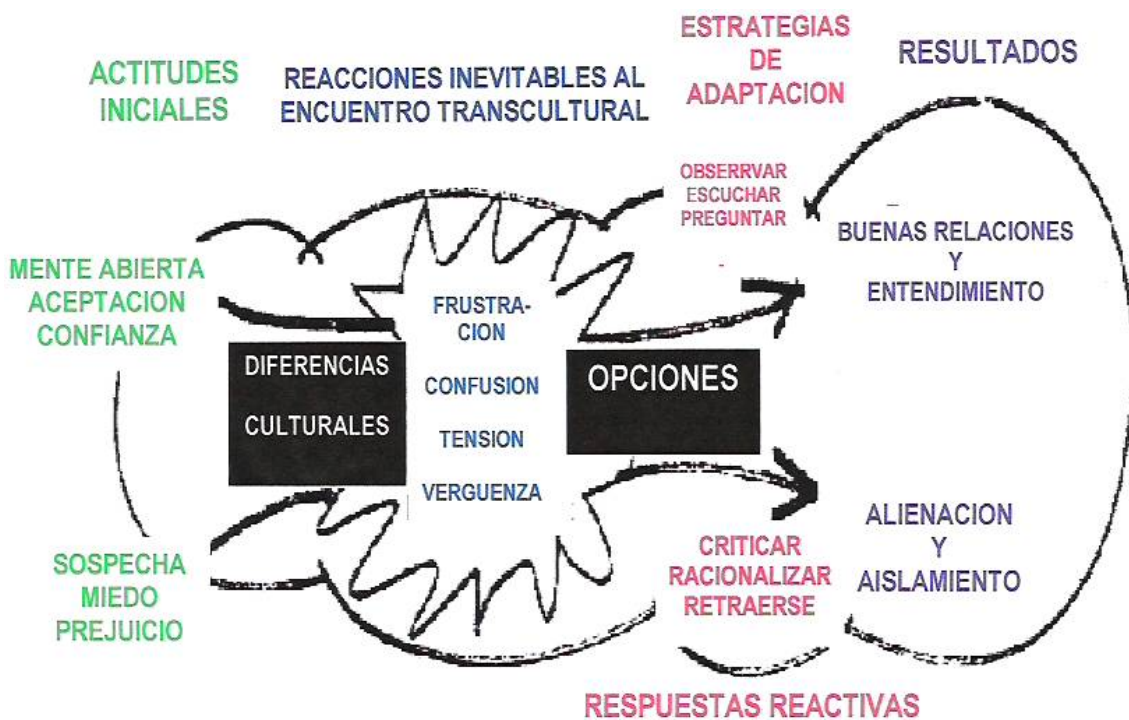 ACTITUDES
INICIALES
REACCIONES INEVITABLES AL
ENCUENTRO TRANSCULTURAL
ESTRATEGIAS
DE
ADAPTACION
RESULTADOS
OBSERRVAR
ESCUCHAR
PREGUNTAR
MENTE ABIERTA
ACEPTACION
CONFIANZA
DIFERENCIAS
CULTURALES
FRUSTRA-
CION
CONFUSION
TENSION
VERGUENZA
OPCIONES
BUENAS RELACIONES
Y
ENTENDIMIENTO
SOSPECHA
MIEDO
PREJUICIO
CRITICAR
RACIONALIZAR
RETRAERSE
ALIENACION
Y
AISLAMIENTO
RESPUESTAS REACTIVAS